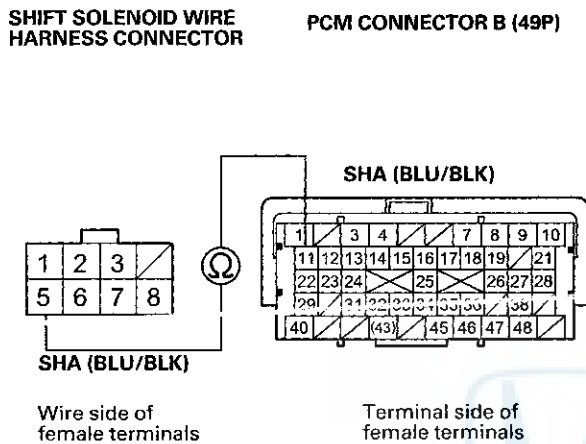 SHIFT SOLENOID WIRE
HARNESS CONNECTOR
PCM CONNECTOR B (49P)
SHA (BLU/BLK)
1 3 4 7 8 9 10
11 12 13 14 15 16 17 18 19 21
22 23 24 25 26 27 28
29 31 32 33 34 35 36 38
40 (43) 45 46 47 48
1 2 3
5 6 7 8
Ω
SHA (BLU/BLK)
Wire side of
female terminals
Terminal side of
female terminals